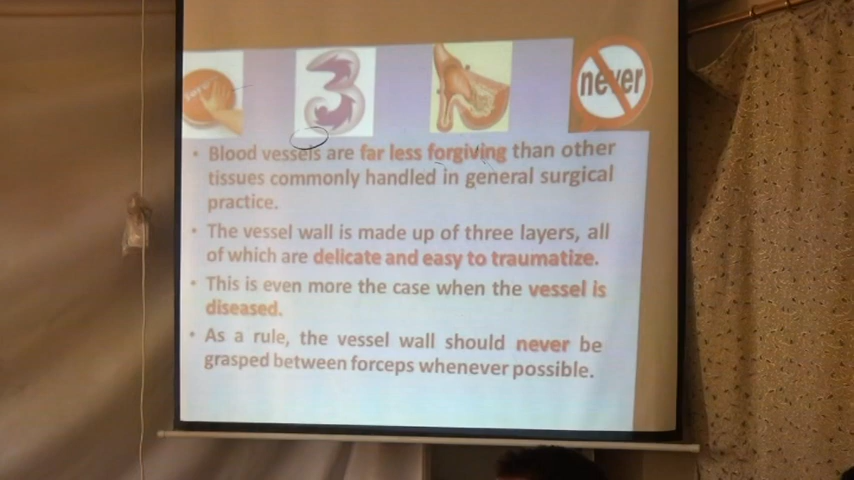 never
• Blood vessels are far less forgiving than other
tissues commonly handled in general surgical
practice.
• The vessel wall is made up of three layers, all
of which are delicate and easy to traumatize.
• This is even more the case when the vessel is
diseased.
• As a rule, the vessel wall should never be
grasped between forceps whenever possible.